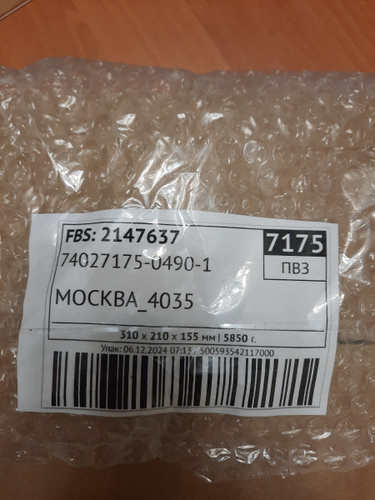 FBS: 2147637
7175
74027175-0490-1
ПВЗ
МОСКВА_4035
310 x 210 x 155 мм | 5850 г.
Упак: 06.12.2024 07:13, 500593542117000